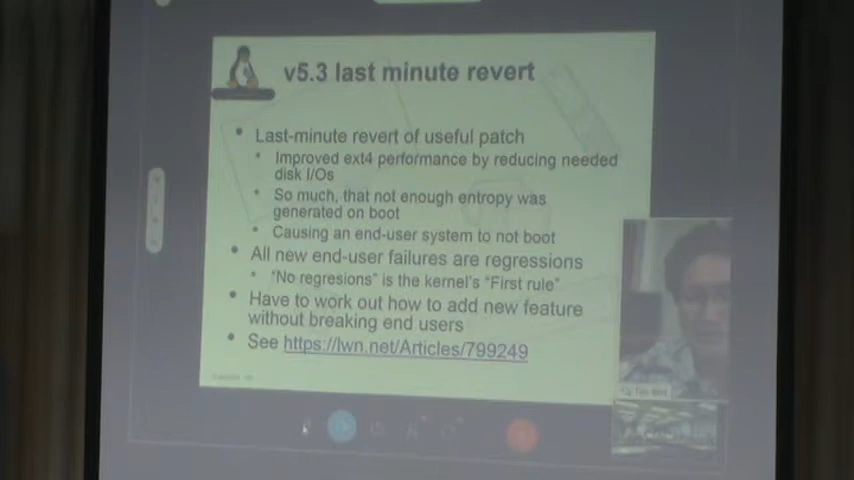 v5.3 last minute revert
Last-minute revert of useful patch
Improved ext4 performance by reducing needed
disk I/Os
So much, that not enough entropy was
generated on boot
Causing an end-user system to not boot
All new end-user failures are regressions
"No regresions" is the kernel's "First rule"
Have to work out how to add new feature
without breaking end users
See https://lwn.net/Articles/799249